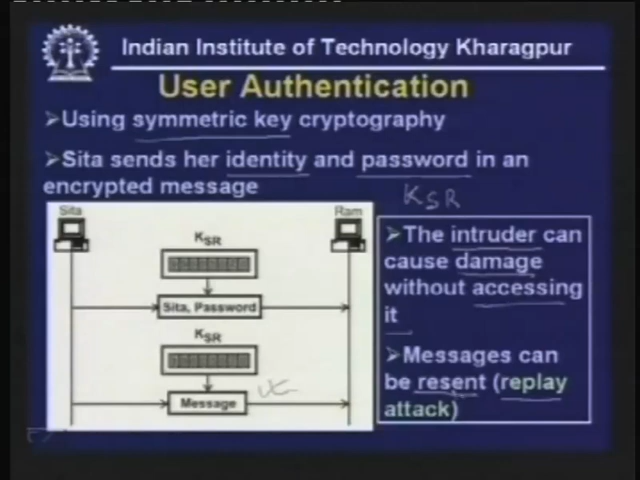 Indian Institute of Technology Kharagpur
User Authentication
➢Using symmetric key cryptography
➢Sita sends her identity and password in an
encrypted message
KSR
Sita
Ram
KSR
Sita, Password
KSR
Message
➢The intruder can
cause damage
without accessing
it
➢Messages can
be resent (replay
attack)